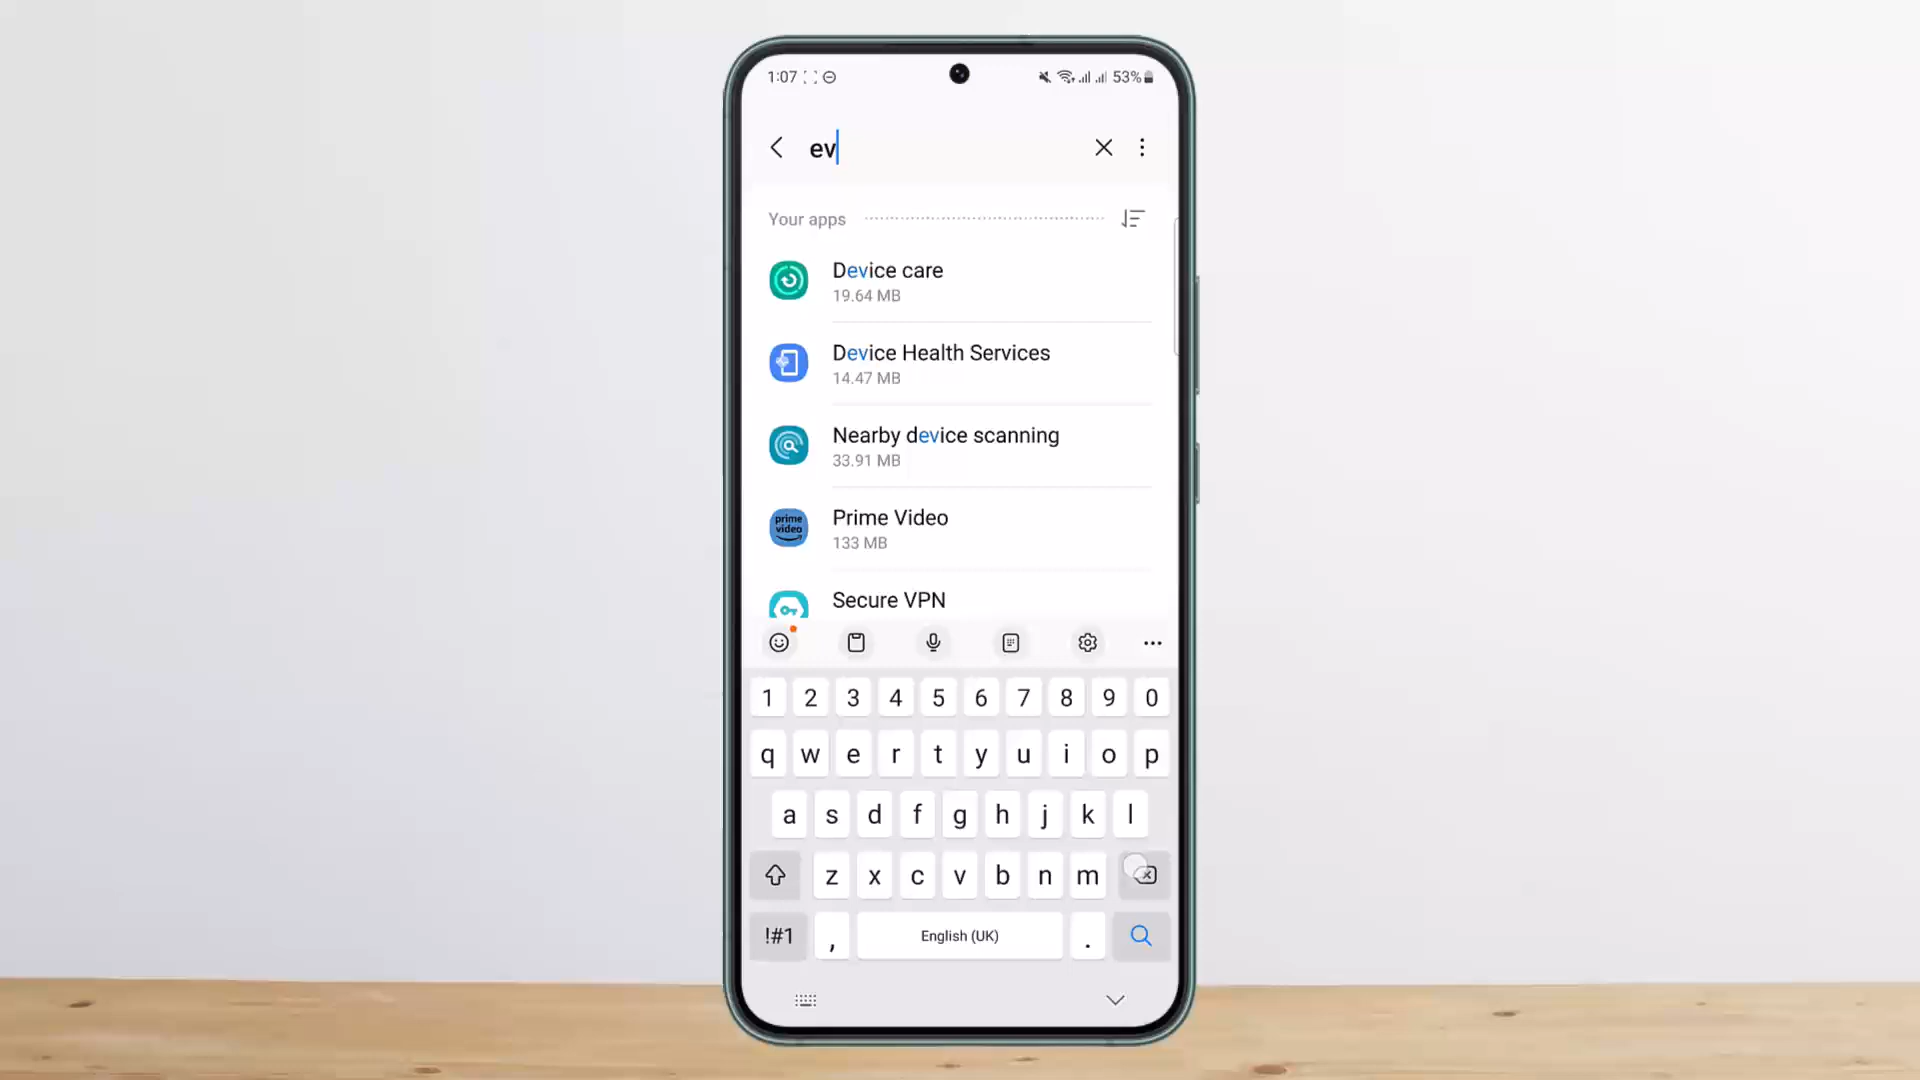 1:07 53%
ev
Your apps
Device care
19.64 MB
Device Health Services
14.47 MB
Nearby device scanning
33.91 MB
prime
video
Prime Video
133 MB
Secure VPN
1 2 3 4 5 6 7 8 9 0
q w e r t y u i o p
a s d f g h j k l
z x c v b n m
!#1 , English (UK) .